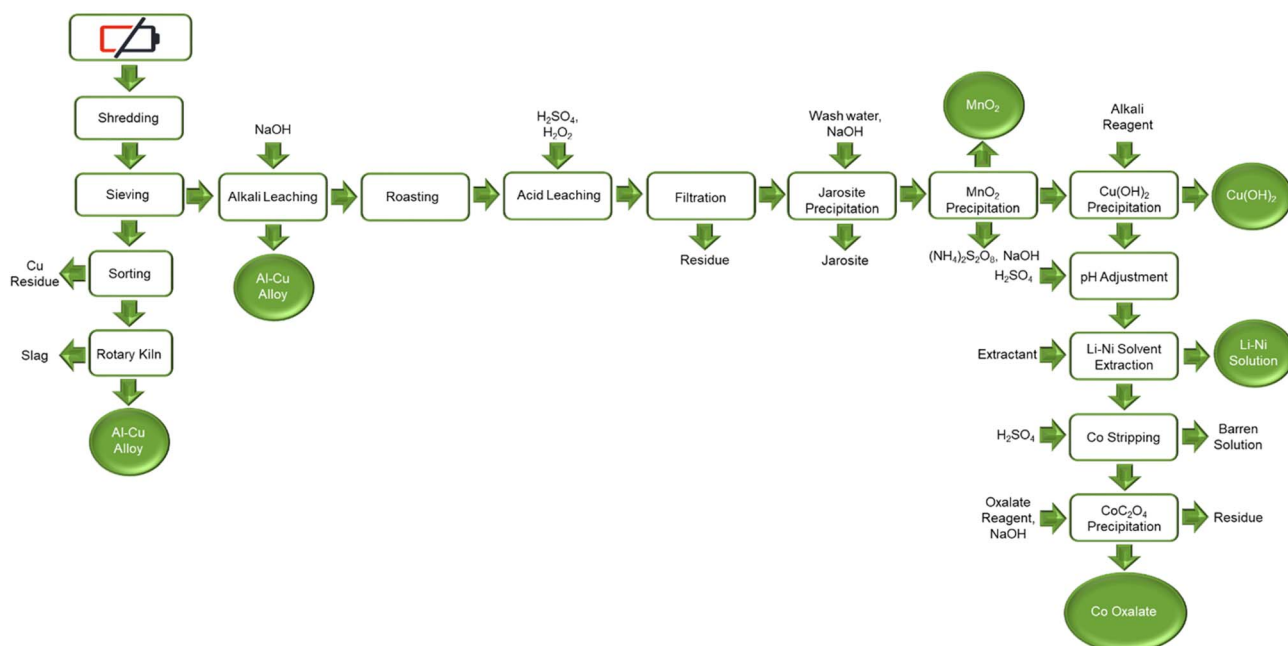 Shredding
NaOH
H₂SO₄,
H₂O₂
Wash water,
NaOH
MnO₂
Alkali
Reagent
Sieving
Alkali Leaching
Roasting
Acid Leaching
Filtration
Jarosite
Precipitation
MnO₂
Precipitation
Cu(OH)₂
Precipitation
Cu(OH)₂
Cu
Residue
Sorting
Al-Cu
Alloy
Residue
Jarosite
(NH₄)₂S₂O₈, NaOH
H₂SO₄
pH Adjustment
Slag
Rotary Kiln
Extractant
Li-Ni Solvent
Extraction
Li-Ni
Solution
Al-Cu
Alloy
H₂SO₄
Co Stripping
Barren
Solution
Oxalate
Reagent,
NaOH
CoC₂O₄
Precipitation
Residue
Co Oxalate